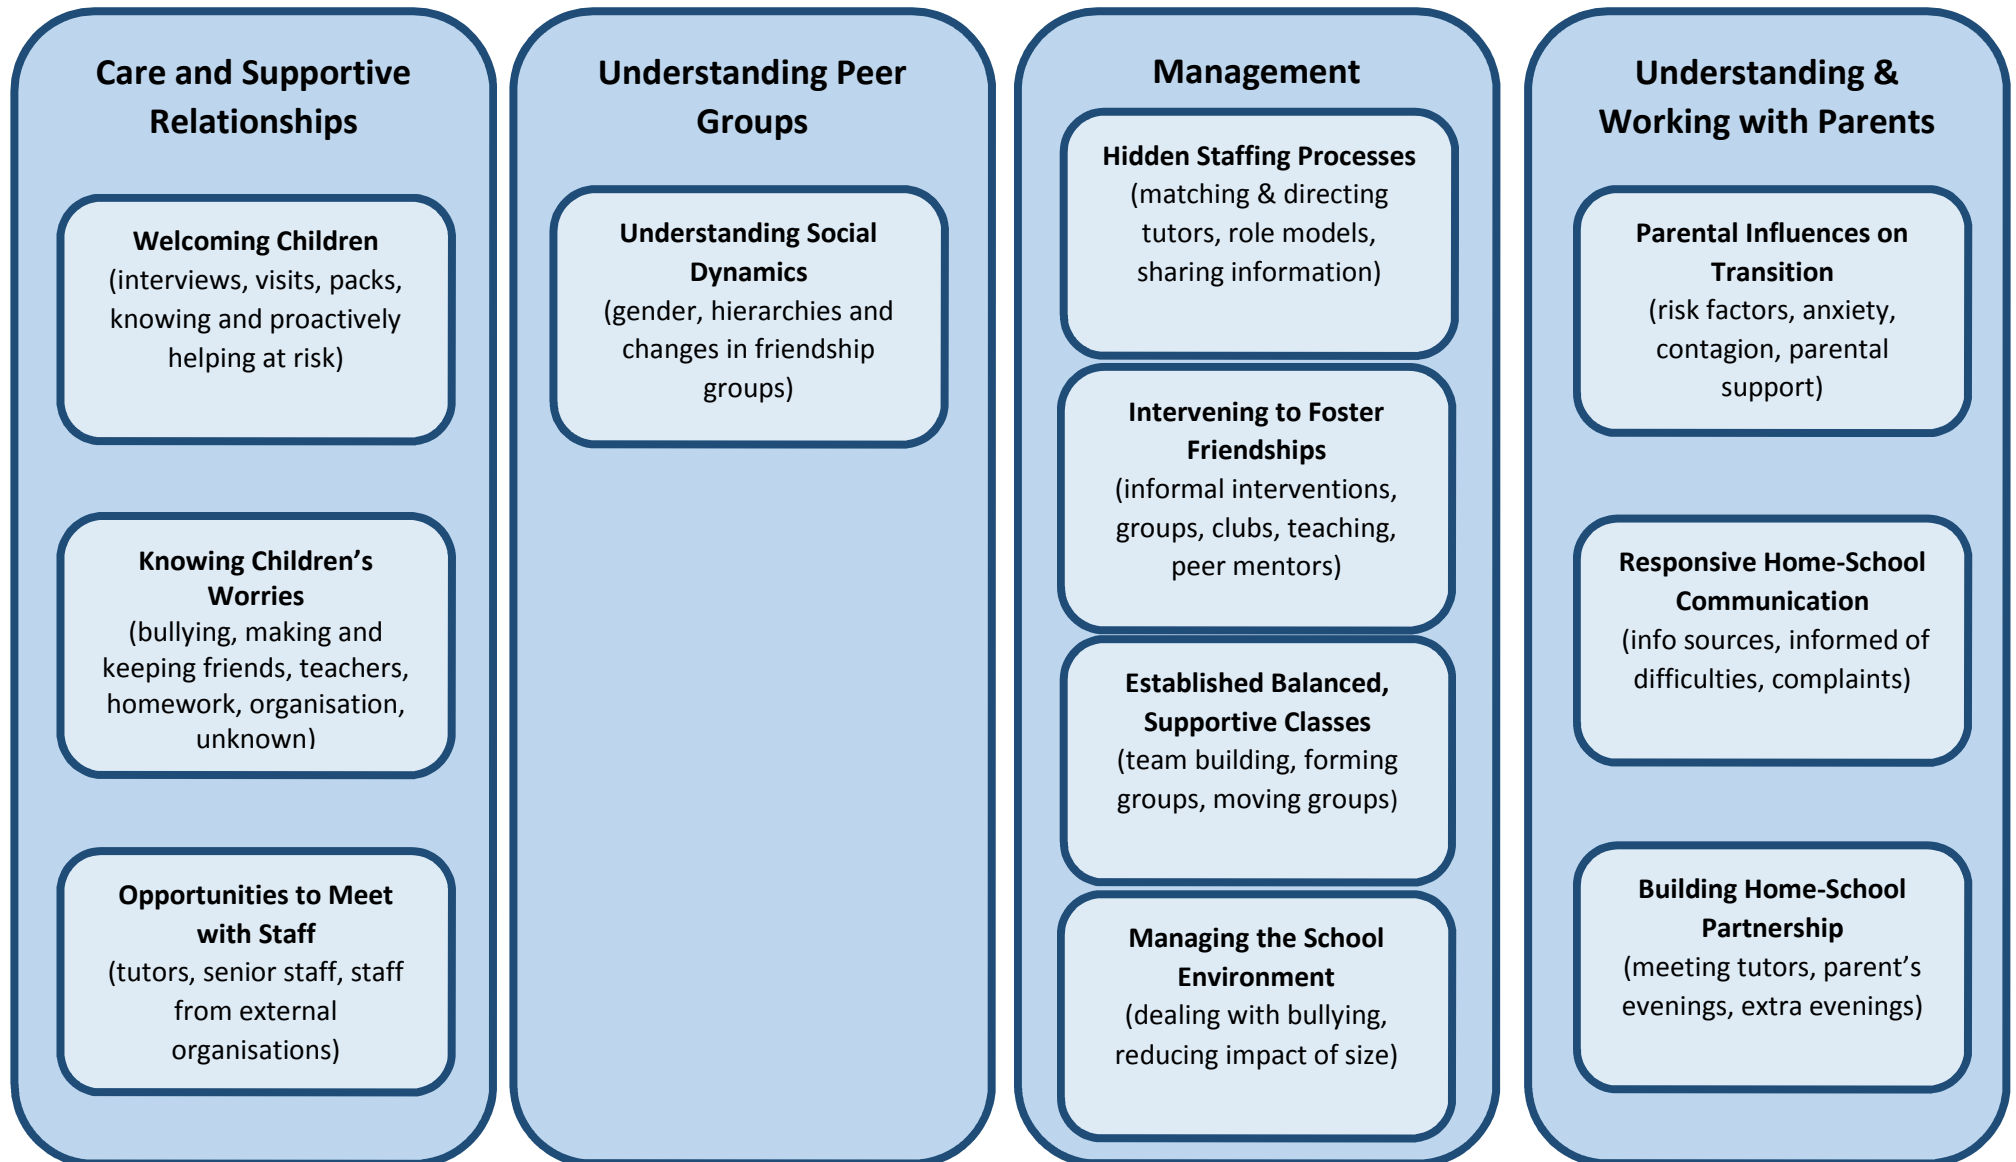 Care and Supportive
Relationships
Welcoming Children
(interviews, visits, packs,
knowing and proactively
helping at risk)
Knowing Children’s
Worries
(bullying, making and
keeping friends, teachers,
homework, organisation,
unknown)
Opportunities to Meet
with Staff
(tutors, senior staff, staff
from external
organisations)
Understanding Peer
Groups
Understanding Social
Dynamics
(gender, hierarchies and
changes in friendship
groups)
Management
Hidden Staffing Processes
(matching & directing
tutors, role models,
sharing information)
Intervening to Foster
Friendships
(informal interventions,
groups, clubs, teaching,
peer mentors)
Established Balanced,
Supportive Classes
(team building, forming
groups, moving groups)
Managing the School
Environment
(dealing with bullying,
reducing impact of size)
Understanding &
Working with Parents
Parental Influences on
Transition
(risk factors, anxiety,
contagion, parental
support)
Responsive Home-School
Communication
(info sources, informed of
difficulties, complaints)
Building Home-School
Partnership
(meeting tutors, parent’s
evenings, extra evenings)